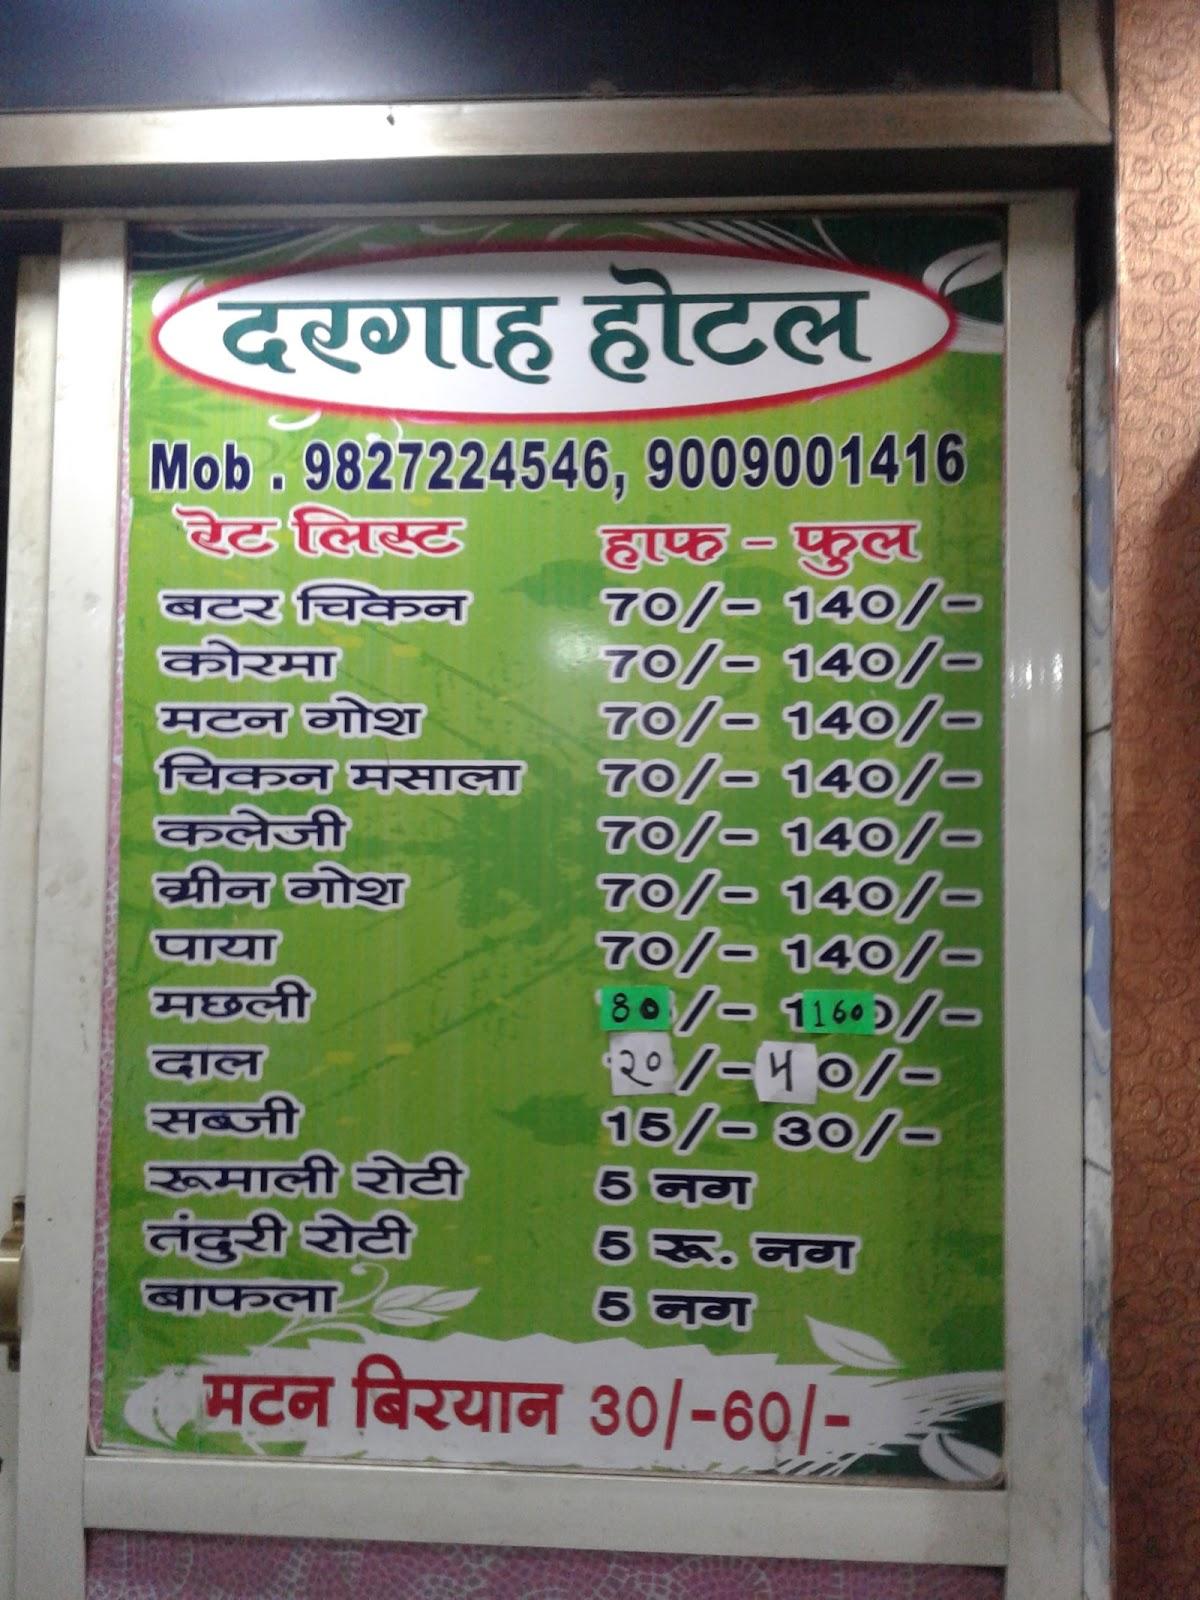 दरगाह होटल
Mob . 9827224546, 9009001416
रेट लिस्ट हाफ - फुल
बटर चिकन 70/- 140/-
कोरमा 70/- 140/-
मटन गोश 70/- 140/-
चिकन मसाला 70/- 140/-
कलेजी 70/- 140/-
ग्रीन गोश 70/- 140/-
पाया 70/- 140/-
मछली 80/- 160/-
दाल २०/- ५0/-
सब्जी 15/- 30/-
रूमाली रोटी 5 नग
तंदुरी रोटी 5 रू. नग
बाफला 5 नग
मटन बिरयान 30/-60/-